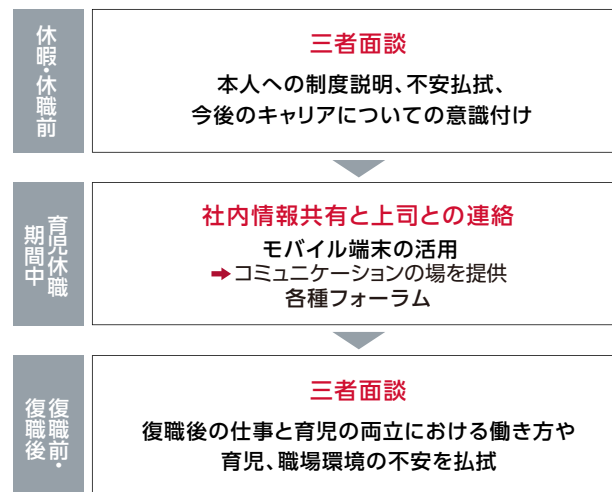 休暇・休職前
三者面談
本人への制度説明、不安払拭、
今後のキャリアについての意識付け
育児休職
期間中
社内情報共有と上司との連絡
モバイル端末の活用
➡コミュニケーションの場を提供
各種フォーラム
復職前・
復職後
三者面談
復職後の仕事と育児の両立における働き方や
育児、職場環境の不安を払拭